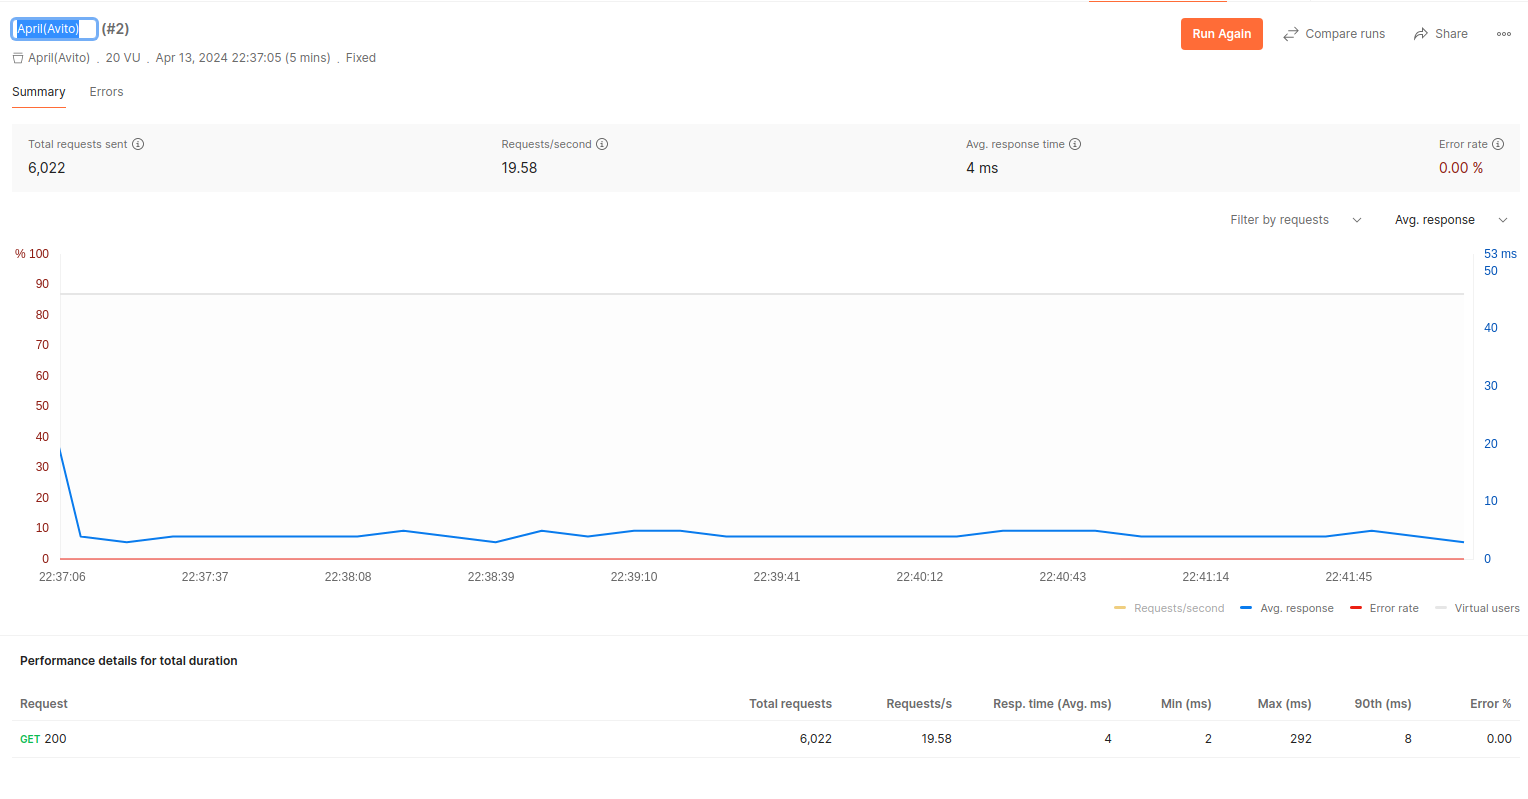 April(Avito) (#2)
Run Again
Compare runs
Share
April(Avito) . 20 VU . Apr 13, 2024 22:37:05 (5 mins) . Fixed
Summary
Errors
Total requests sent
Requests/second
Avg. response time
Error rate
6,022
19.58
4 ms
0.00 %
Filter by requests
Avg. response
% 100
90
80
70
60
50
40
30
20
10
0
53 ms
50
40
30
20
10
0
22:37:06
22:37:37
22:38:08
22:38:39
22:39:10
22:39:41
22:40:12
22:40:43
22:41:14
22:41:45
Requests/second
Avg. response
Error rate
Virtual users
Performance details for total duration
Request Total requests Requests/s Resp. time (Avg. ms) Min (ms) Max (ms) 90th (ms) Error %
GET 200 6,022 19.58 4 2 292 8 0.00